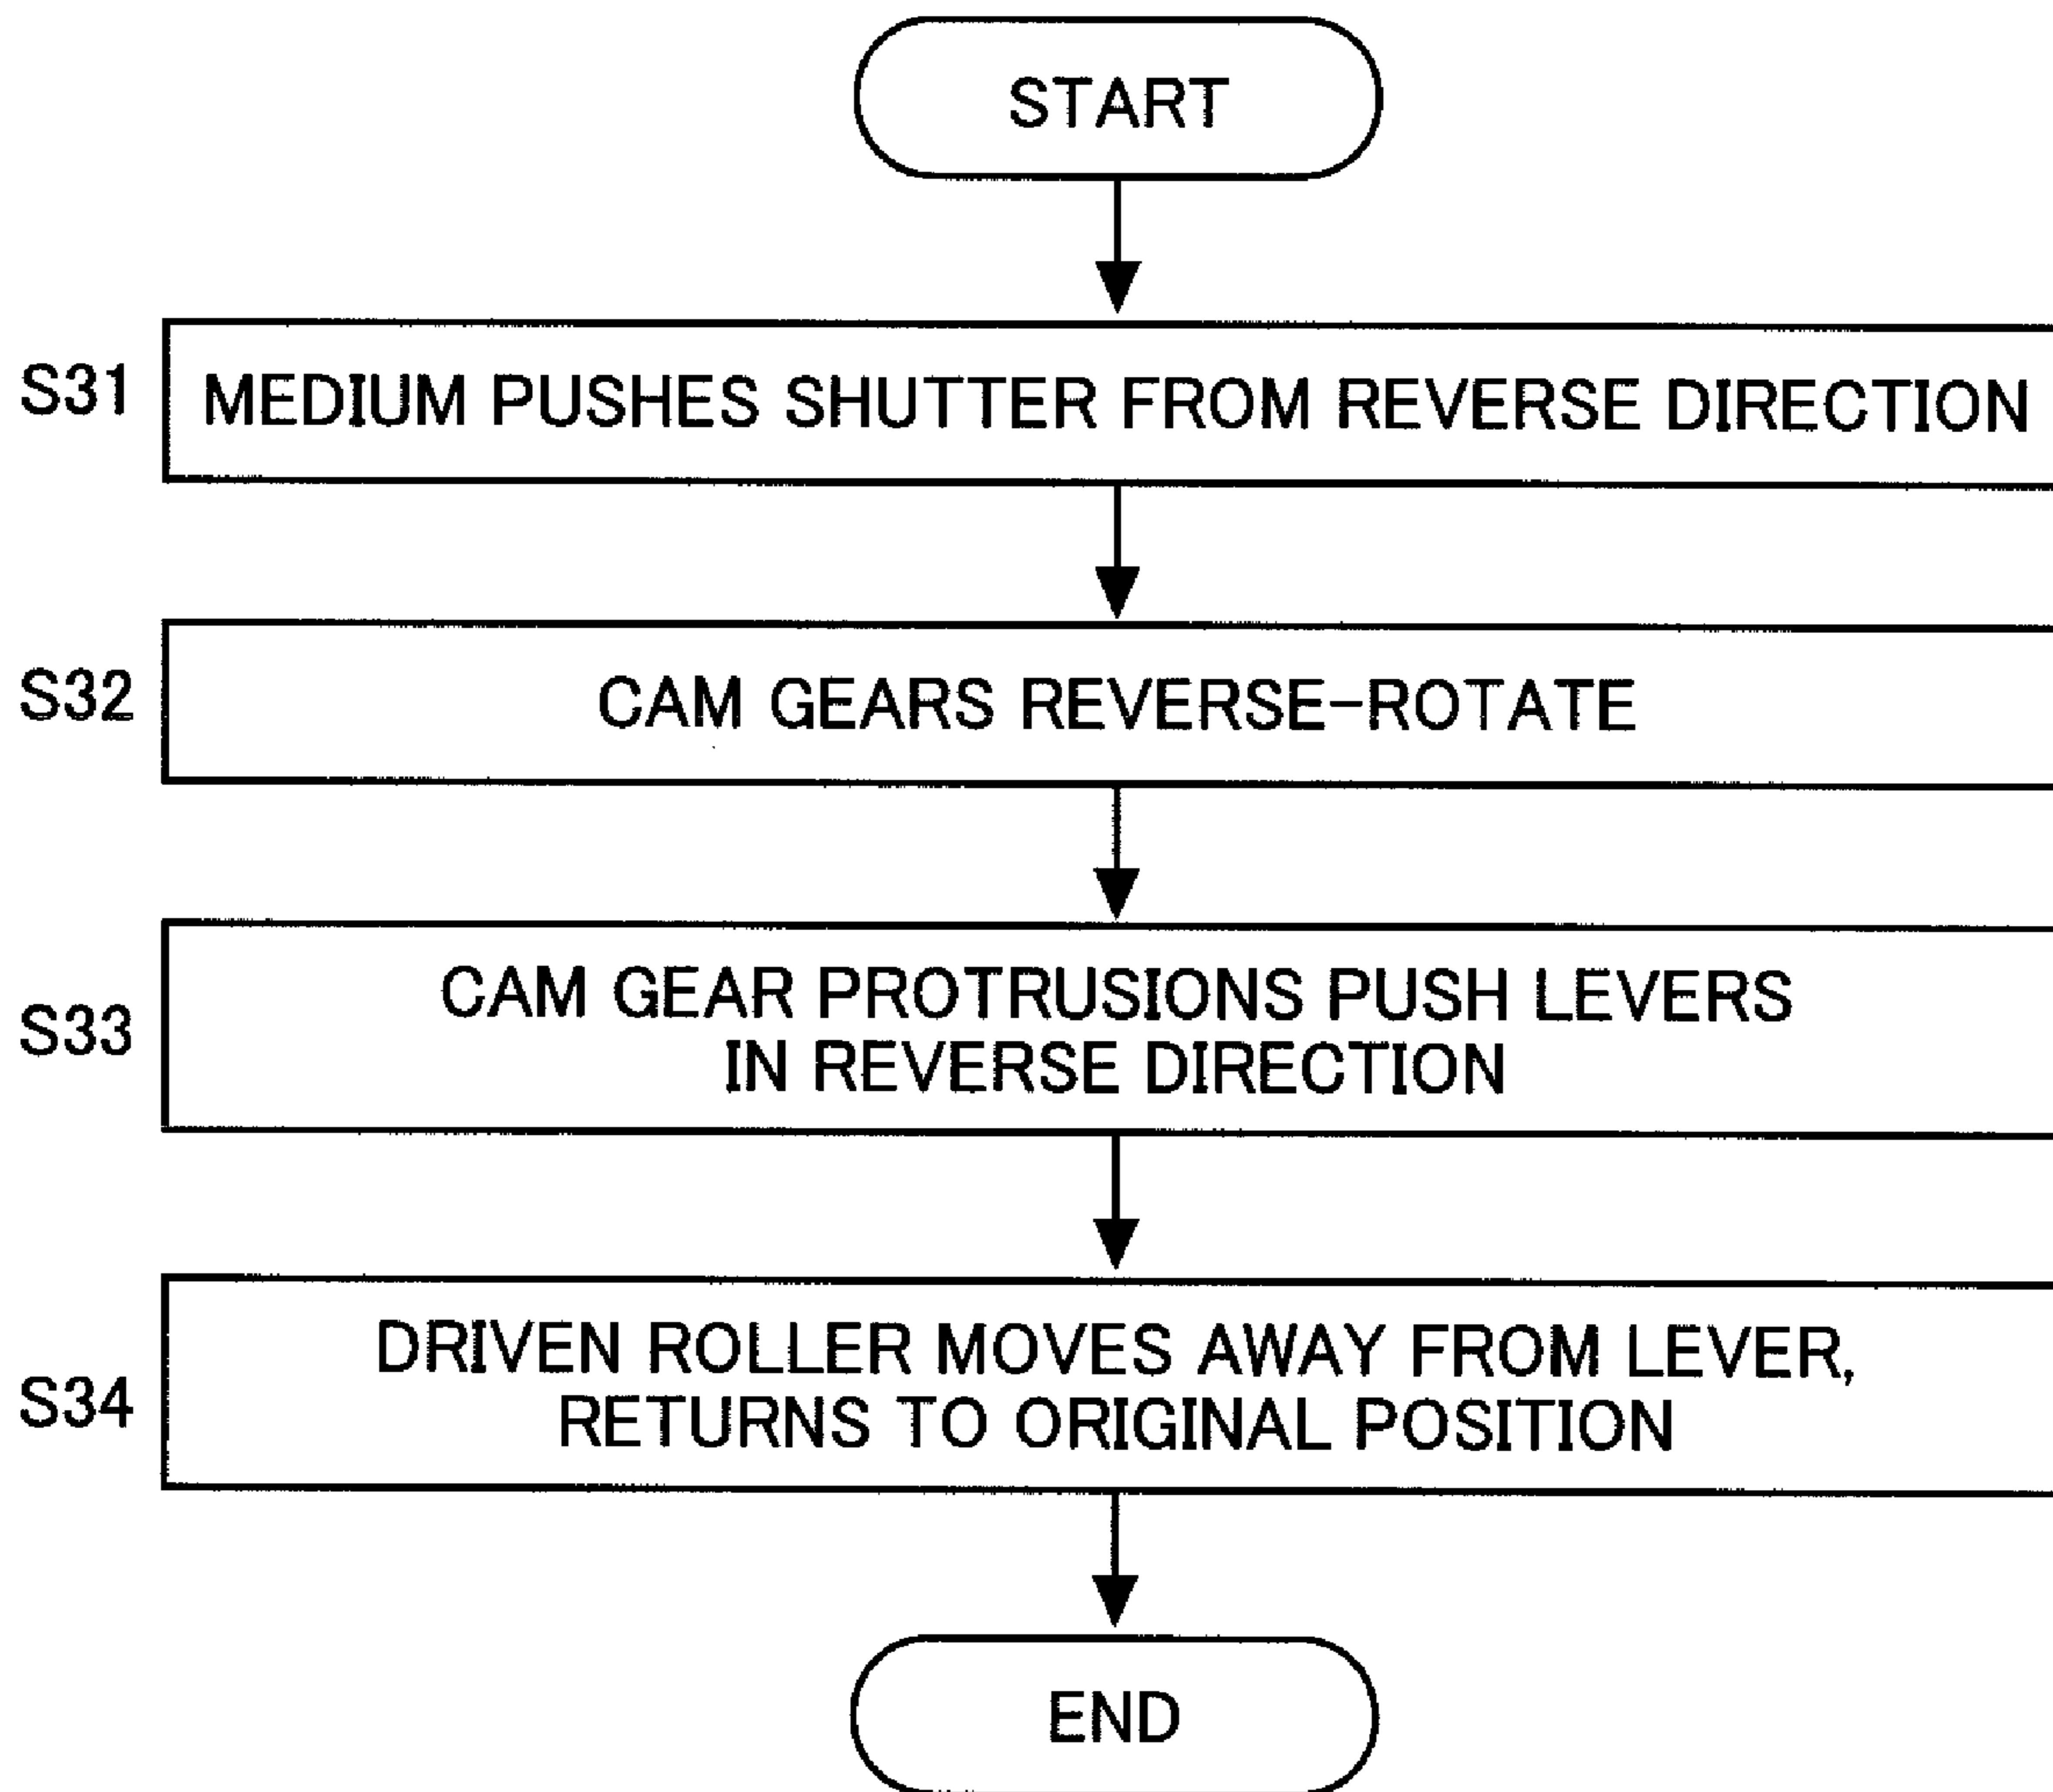 START
S31
MEDIUM PUSHES SHUTTER FROM REVERSE DIRECTION
S32
CAM GEARS REVERSE-ROTATE
S33
CAM GEAR PROTRUSIONS PUSH LEVERS
IN REVERSE DIRECTION
S34
DRIVEN ROLLER MOVES AWAY FROM LEVER,
RETURNS TO ORIGINAL POSITION
END